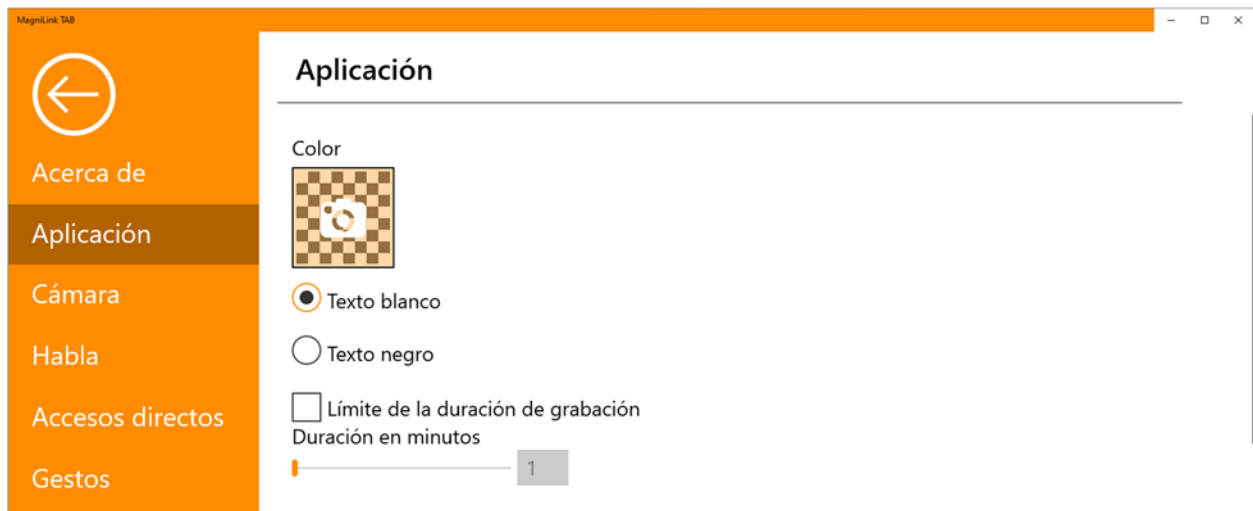 MagniLink TAB
Aplicación
Acerca de
Aplicación
Cámara
Habla
Accesos directos
Gestos
Color
Texto blanco
Texto negro
Límite de la duración de grabación
Duración en minutos
1